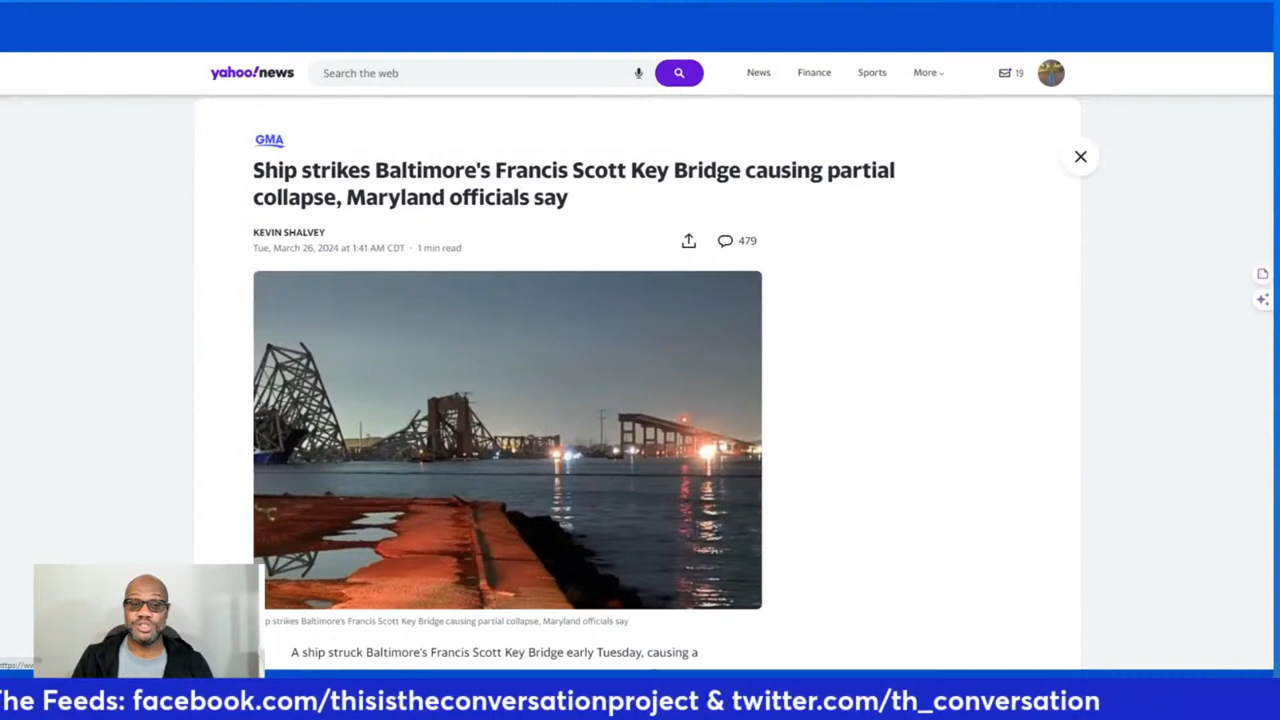 yahoo!news
Search the web
News
Finance
Sports
More
19
GMA
Ship strikes Baltimore's Francis Scott Key Bridge causing partial
collapse, Maryland officials say
KEVIN SHALVEY
Tue, March 26, 2024 at 1:41 AM CDT · 1 min read
479
p strikes Baltimore's Francis Scott Key Bridge causing partial collapse, Maryland officials say
A ship struck Baltimore's Francis Scott Key Bridge early Tuesday, causing a
The Feeds: facebook.com/thisistheconversationproject & twitter.com/th_conversation